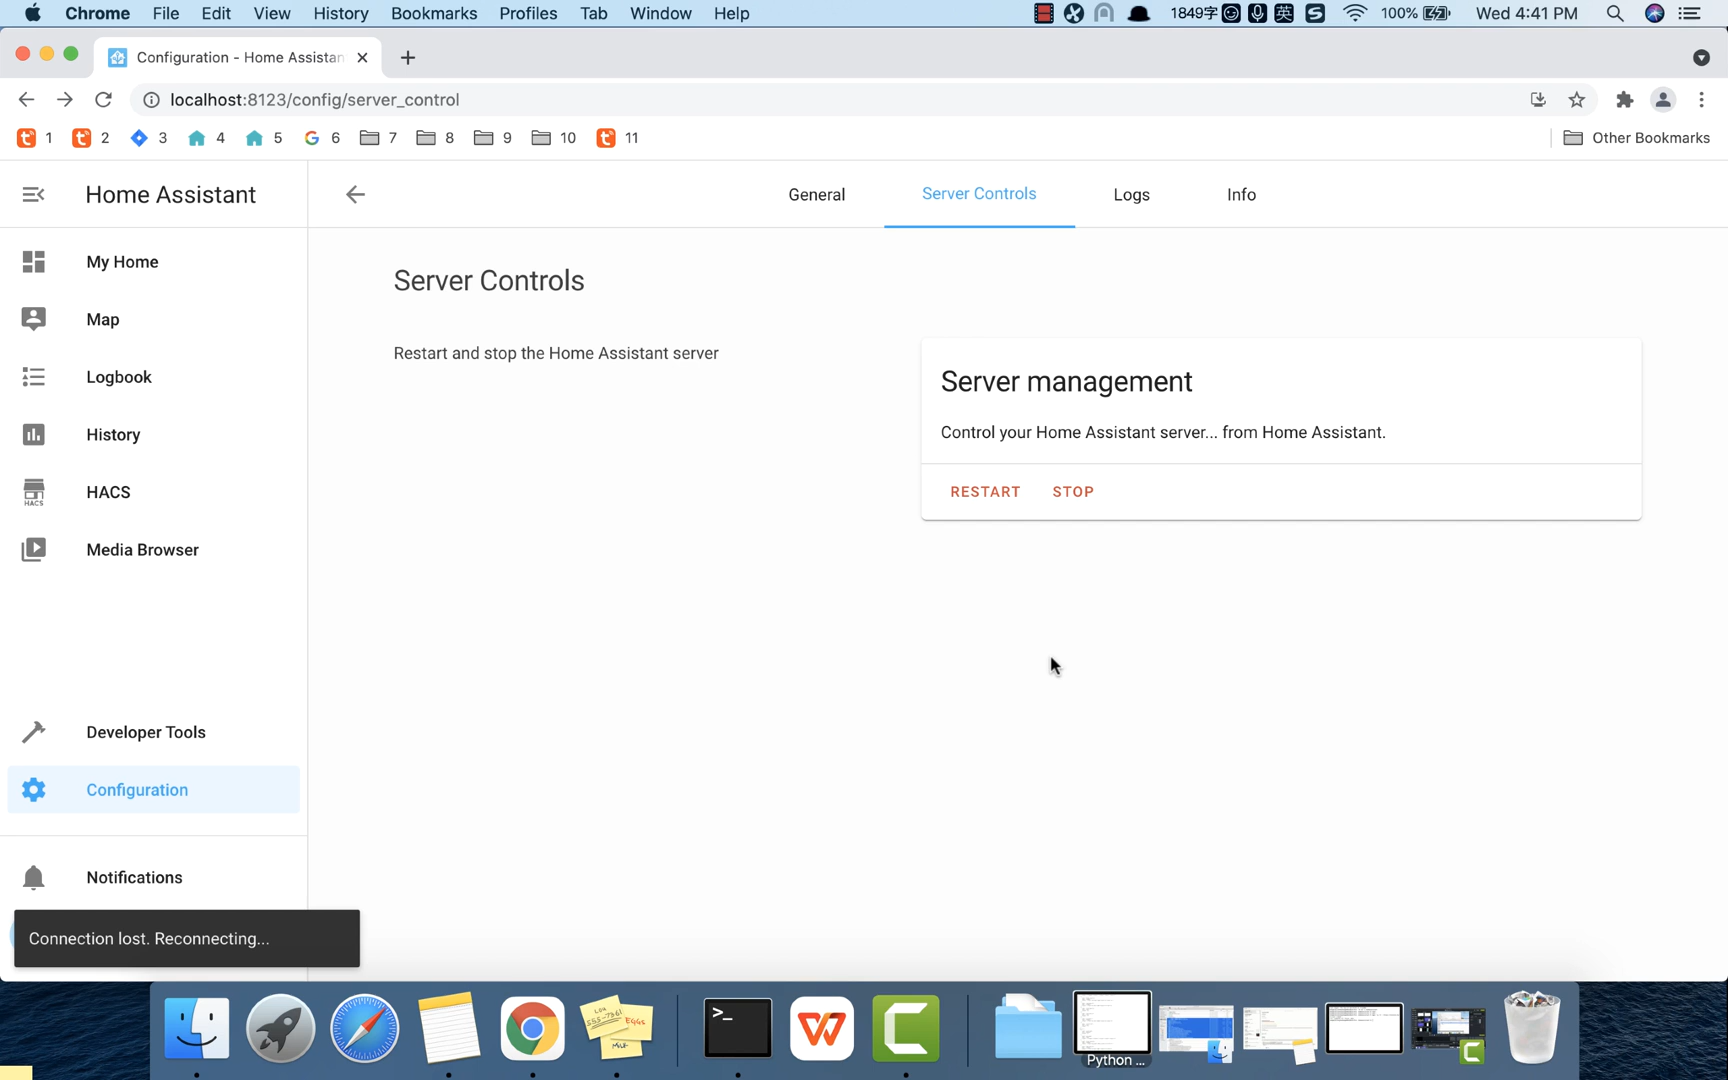 Chrome File Edit View History Bookmarks Profiles Tab Window Help 1849字 英 100% Wed 4:41 PM
Configuration - Home Assistan
localhost:8123/config/server_control
1 2 3 4 5 6 7 8 9 10 11 Other Bookmarks
Home Assistant
General Server Controls Logs Info
My Home
Map
Logbook
History
HACS
HACS
Media Browser
Developer Tools
Configuration
Notifications
Server Controls
Restart and stop the Home Assistant server
Server management
Control your Home Assistant server... from Home Assistant.
RESTART STOP
Connection lost. Reconnecting...
Python ...